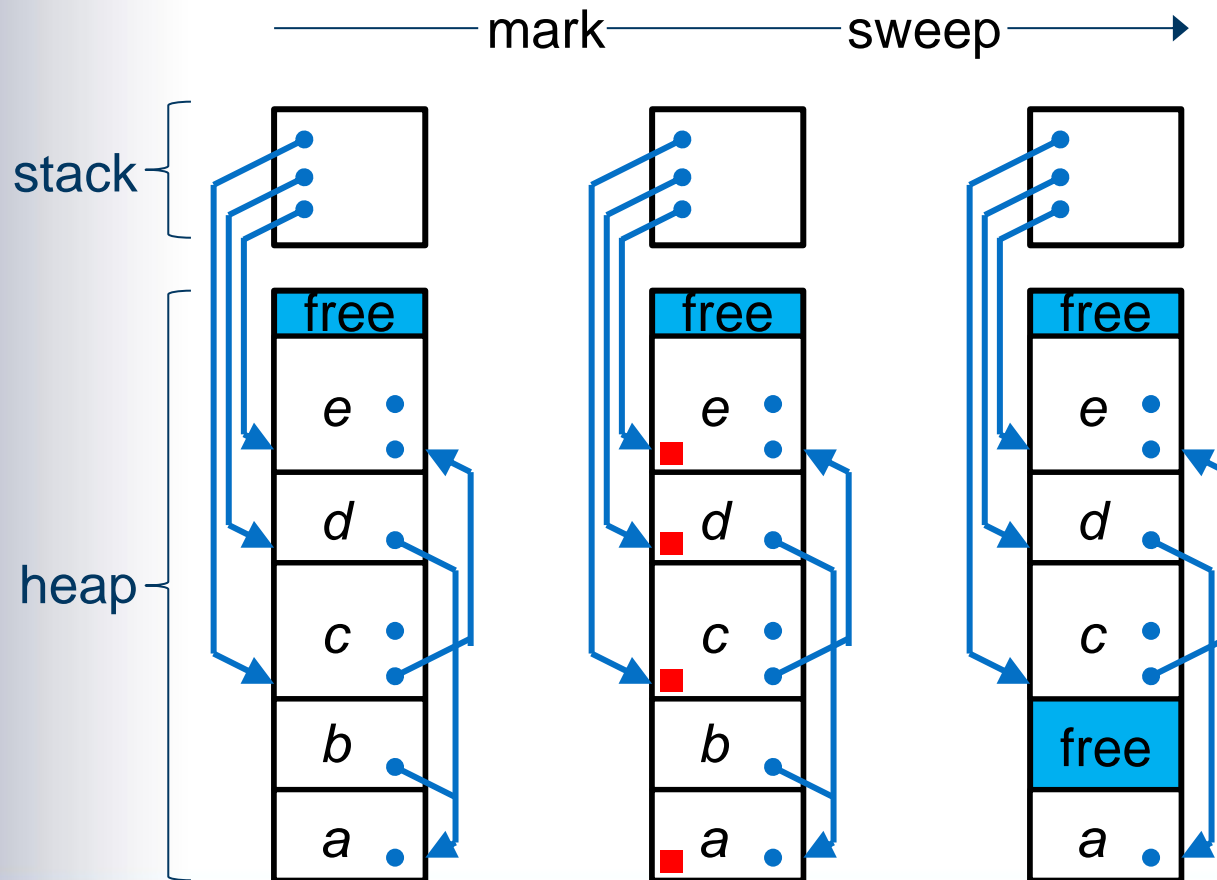 mark sweep
stack
free free free
e e e
d d d
heap
c c c
b b free
a a a